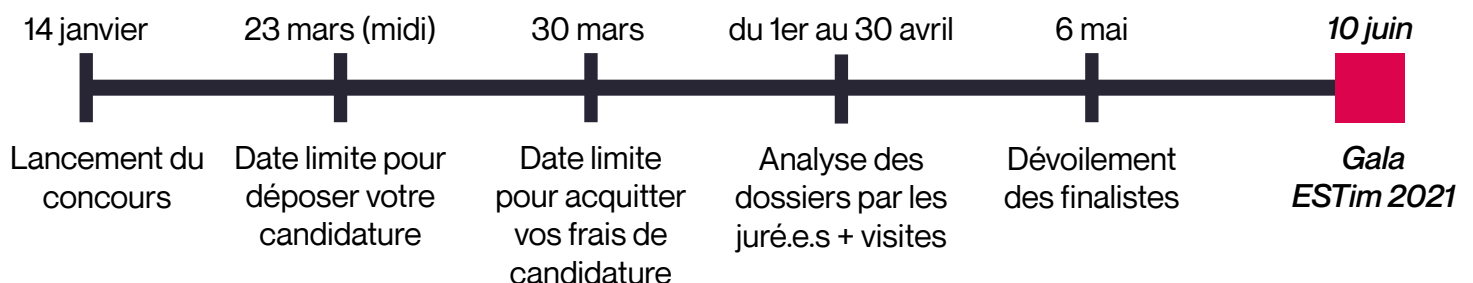 14 janvier
23 mars (midi)
30 mars
du 1er au 30 avril
6 mai
10 juin
Lancement du
concours
Date limite pour
déposer votre
candidature
Date limite
pour acquitter
vos frais de
candidature
Analyse des
dossiers par les
juré.e.s + visites
Dévoilement
des finalistes
Gala
ESTim 2021